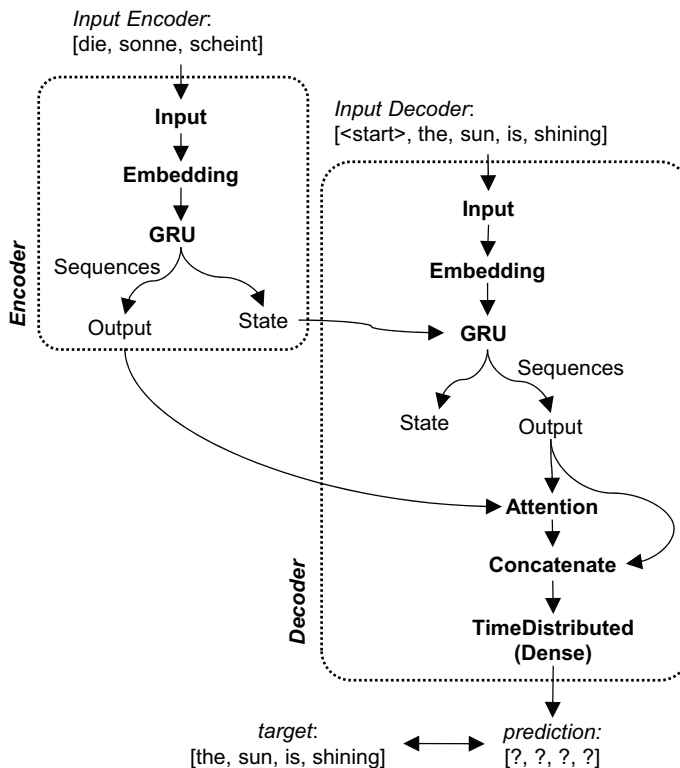 Input Encoder:
[die, sonne, scheint]
Encoder
Input
Embedding
GRU
Sequences
Output
State
Input Decoder:
[<start>, the, sun, is, shining]
Decoder
Input
Embedding
GRU
Sequences
State
Output
Attention
Concatenate
TimeDistributed
(Dense)
target:
[the, sun, is, shining]
prediction:
[?, ?, ?, ?]